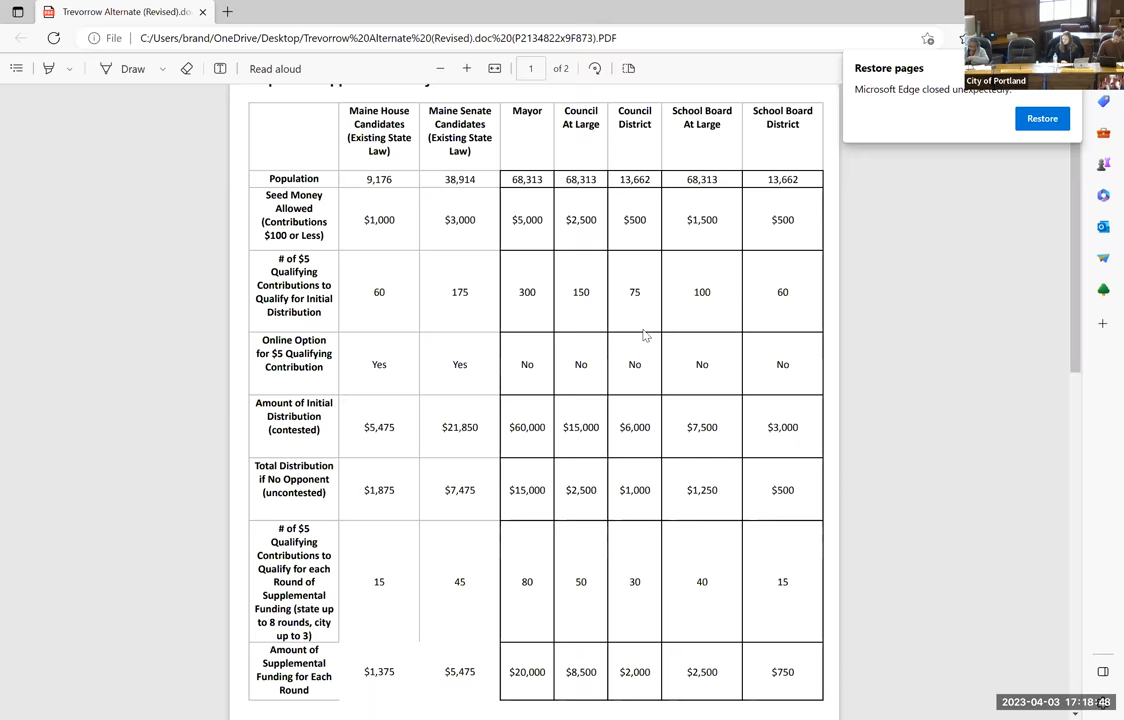 Trevorrow Alternate (Revised).do
File
C:/Users/brand/OneDrive/Desktop/Trevorrow%20Alternate%20(Revised).doc%20(P2134822x9F873).PDF
Draw
Read aloud
1
of 2
Restore pages
Microsoft Edge closed unexpectedly.
Restore
City of Portland
Maine House Candidates (Existing State Law)
Maine Senate Candidates (Existing State Law)
Mayor
Council At Large
Council District
School Board At Large
School Board District
Population
9,176
38,914
68,313
68,313
13,662
68,313
13,662
Seed Money Allowed (Contributions $100 or Less)
$1,000
$3,000
$5,000
$2,500
$500
$1,500
$500
# of $5 Qualifying Contributions to Qualify for Initial Distribution
60
175
300
150
75
100
60
Online Option for $5 Qualifying Contribution
Yes
Yes
No
No
No
No
No
Amount of Initial Distribution (contested)
$5,475
$21,850
$60,000
$15,000
$6,000
$7,500
$3,000
Total Distribution if No Opponent (uncontested)
$1,875
$7,475
$15,000
$2,500
$1,000
$1,250
$500
# of $5 Qualifying Contributions to Qualify for each Round of Supplemental Funding (state up to 8 rounds, city up to 3)
15
45
80
50
30
40
15
Amount of Supplemental Funding for Each Round
$1,375
$5,475
$20,000
$8,500
$2,000
$2,500
$750
2023-04-03 17:18:48